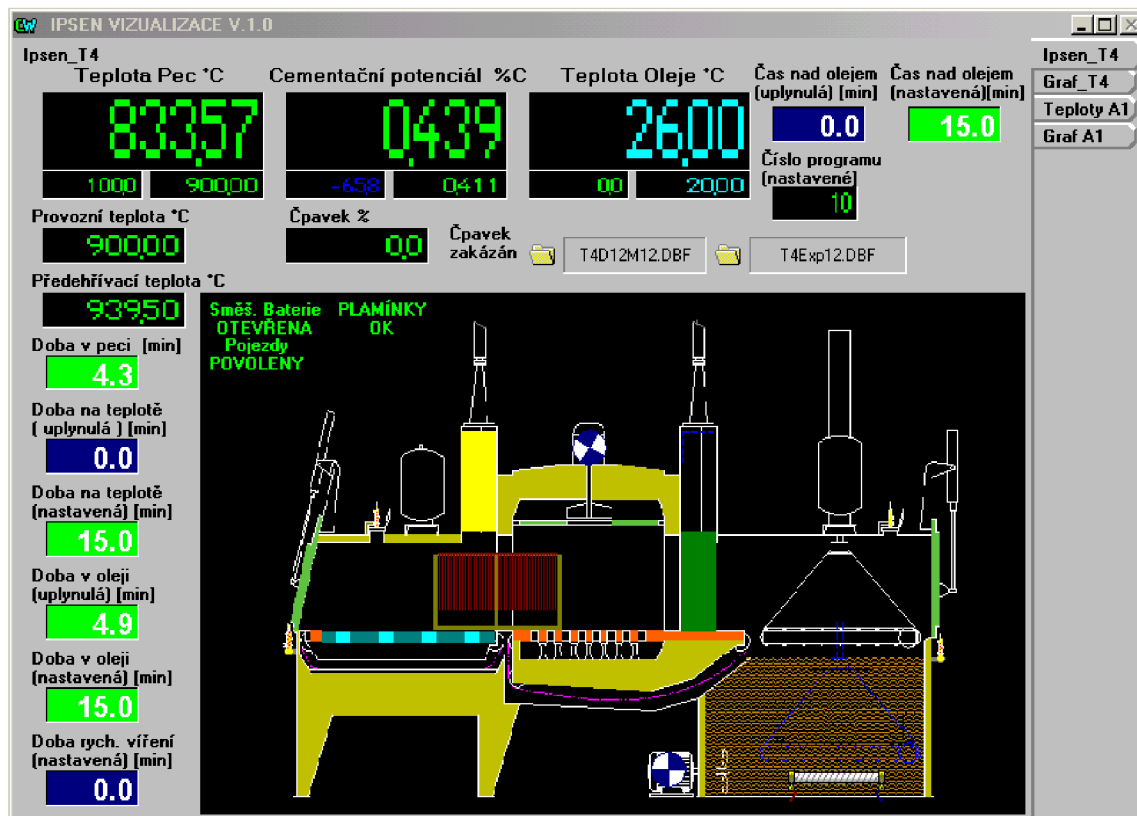 IPSEN VIZUALIZACE V.1.0
Ipsen_T4
Teplota Pec °C
Cementační potenciál %C
Teplota Oleje °C
Čas nad olejem
(uplynulá) [min]
Čas nad olejem
(nastavená)[min]
833,57
0,439
26,00
0.0
15.0
100,0
900,00
-65,8
0,411
0,0
20,00
Číslo programu
(nastavené)
10
Ipsen_T4
Graf_T4
Teploty A1
Graf A1
Provozní teplota °C
900,00
Čpavek %
0,0
Čpavek
zakázán
T4D12M12.DBF
T4Exp12.DBF
Předehřívací teplota °C
939,50
Směš. Baterie
OTEVŘENA
Pojezdy
POVOLENY
PLAMÍNKY
OK
Doba v peci [min]
4.3
Doba na teplotě
( uplynulá ) [min]
0.0
Doba na teplotě
(nastavená) [min]
15.0
Doba v oleji
(uplynulá) [min]
4.9
Doba v oleji
(nastavená) [min]
15.0
Doba rych. víření
(nastavená) [min]
0.0